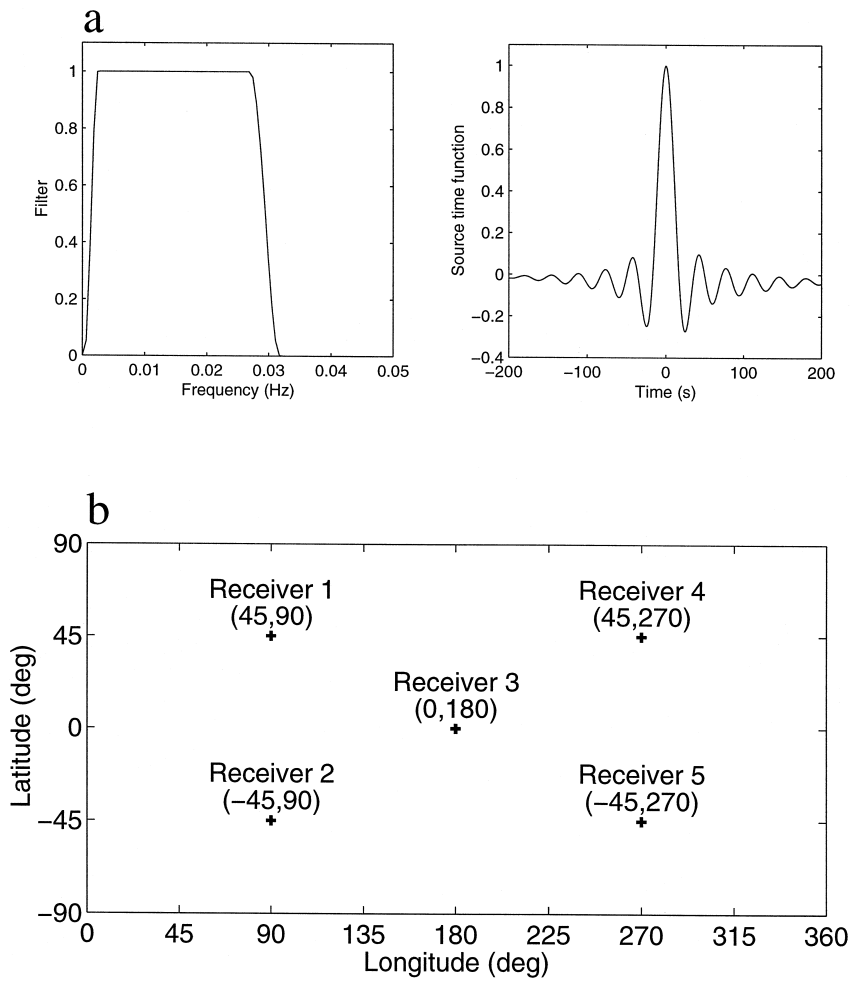 a
1
0.8
0.6
0.4
0.2
0
Filter
0 0.01 0.02 0.03 0.04 0.05
Frequency (Hz)
1
0.8
0.6
0.4
0.2
0
−0.2
−0.4
Source time function
−200 −100 0 100 200
Time (s)
b
90
45
0
−45
−90
Latitude (deg)
Receiver 1
(45,90)
Receiver 4
(45,270)
Receiver 3
(0,180)
Receiver 2
(−45,90)
Receiver 5
(−45,270)
0 45 90 135 180 225 270 315 360
Longitude (deg)